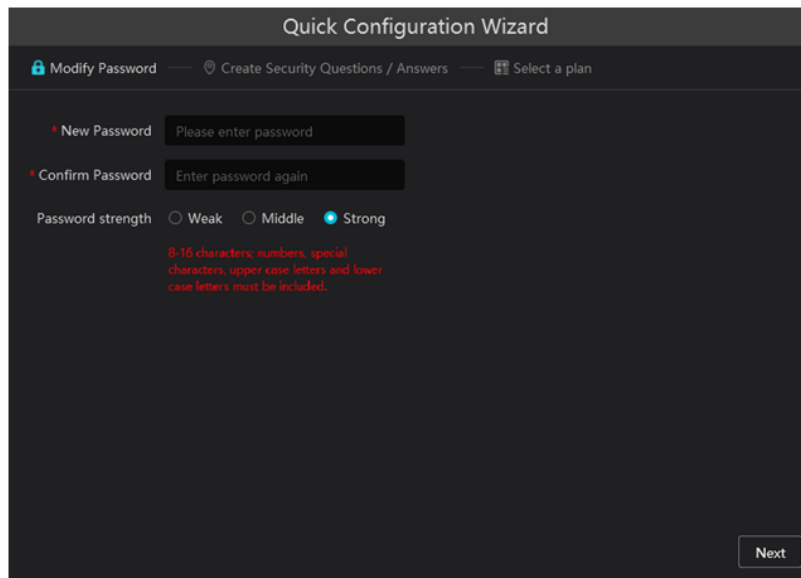 Quick Configuration Wizard
Modify Password Create Security Questions / Answers Select a plan
* New Password Please enter password
* Confirm Password Enter password again
Password strength Weak Middle Strong
8-16 characters; numbers, special
characters, upper case letters and lower
case letters must be included.
Next